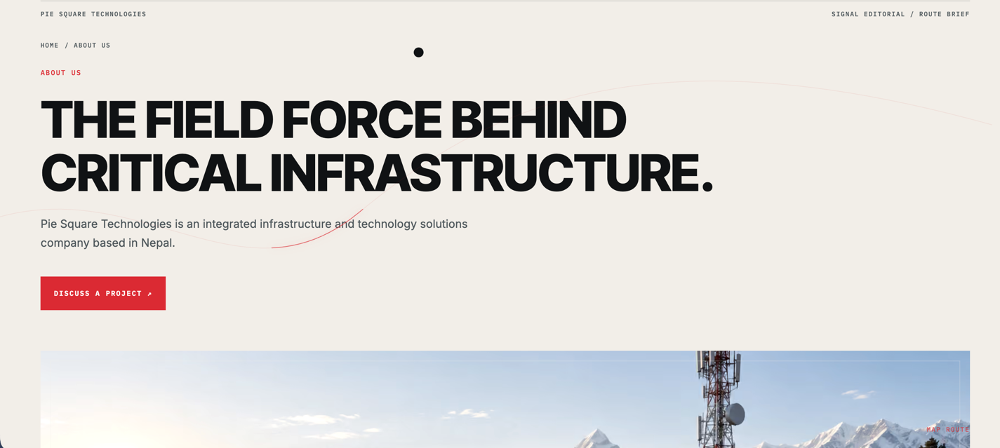 PIE SQUARE TECHNOLOGIES
SIGNAL EDITORIAL / ROUTE BRIEF
HOME / ABOUT US
ABOUT US
THE FIELD FORCE BEHIND
CRITICAL INFRASTRUCTURE.
Pie Square Technologies is an integrated infrastructure and technology solutions
company based in Nepal.
DISCUSS A PROJECT ↗
MAP ROUTE